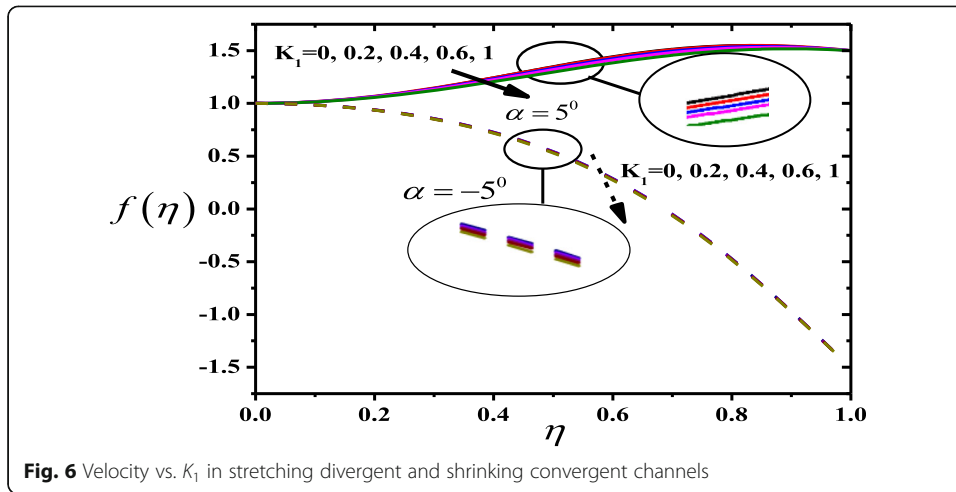 1.5
K₁=0, 0.2, 0.4, 0.6, 1
1.0
α = 5⁰
0.5
K₁=0, 0.2, 0.4, 0.6, 1
α = −5⁰
f(η)
0.0
-0.5
-1.0
-1.5
0.0 0.2 0.4 0.6 0.8 1.0
η
Fig. 6 Velocity vs. K₁ in stretching divergent and shrinking convergent channels